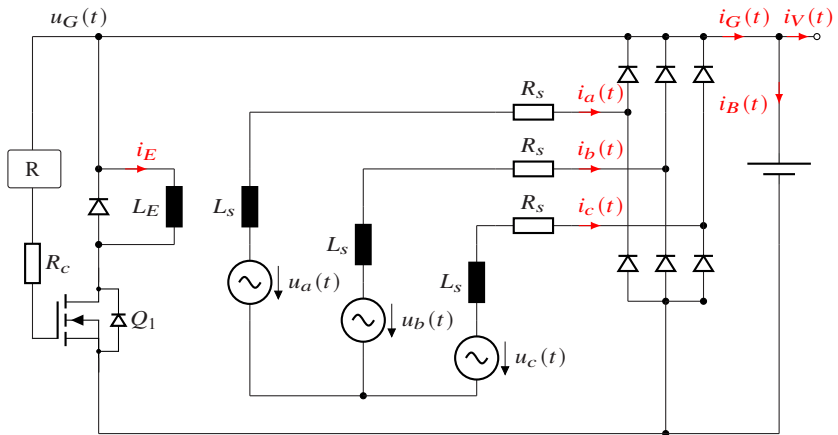 u_G(t) i_G(t) i_V(t)
R_s i_a(t) i_B(t)
R_s i_b(t)
i_E
R
L_E L_s R_s i_c(t)
R_c L_s
u_a(t) L_s
Q_1 u_b(t)
u_c(t)